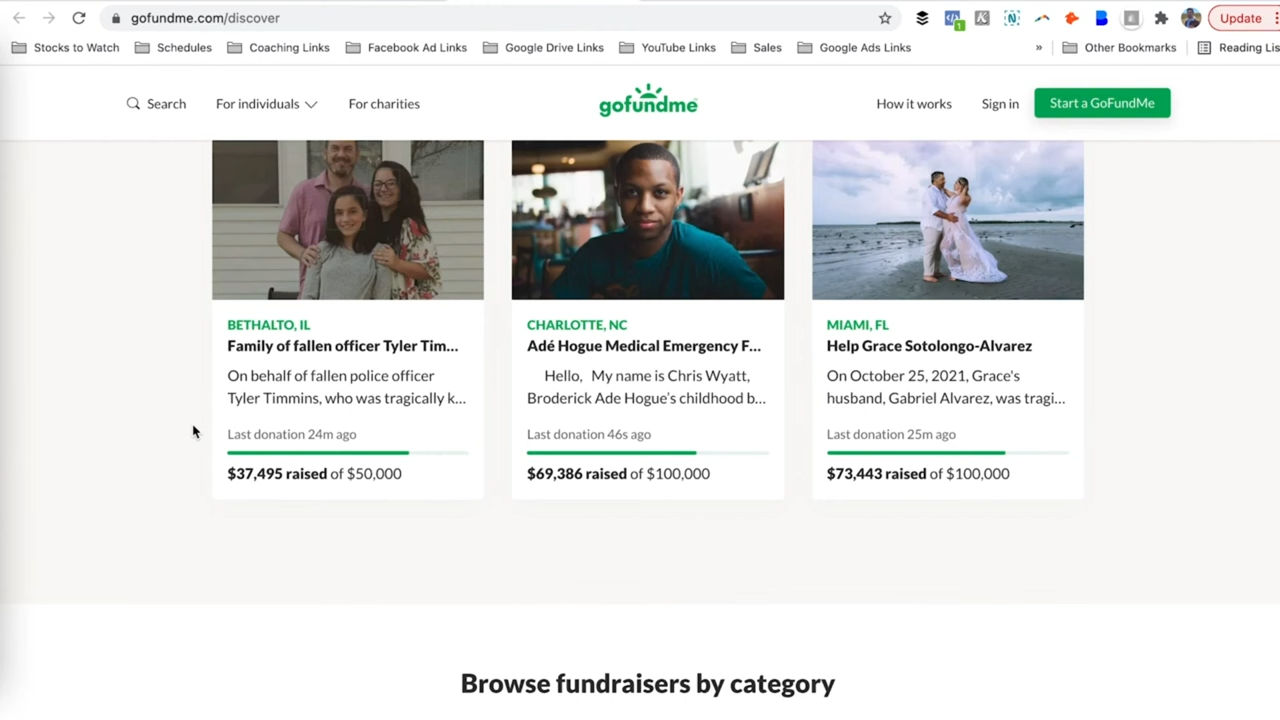 gofundme.com/discover
Update
Stocks to Watch
Schedules
Coaching Links
Facebook Ad Links
Google Drive Links
YouTube Links
Sales
Google Ads Links
»
Other Bookmarks
Reading Lis
Search
For individuals
For charities
gofundme
How it works
Sign in
Start a GoFundMe
BETHALTO, IL
Family of fallen officer Tyler Tim...
On behalf of fallen police officer
Tyler Timmins, who was tragically k...
Last donation 24m ago
$37,495 raised of $50,000
CHARLOTTE, NC
Adé Hogue Medical Emergency F...
Hello, My name is Chris Wyatt,
Broderick Ade Hogue's childhood b...
Last donation 46s ago
$69,386 raised of $100,000
MIAMI, FL
Help Grace Sotolongo-Alvarez
On October 25, 2021, Grace's
husband, Gabriel Alvarez, was tragi...
Last donation 25m ago
$73,443 raised of $100,000
Browse fundraisers by category